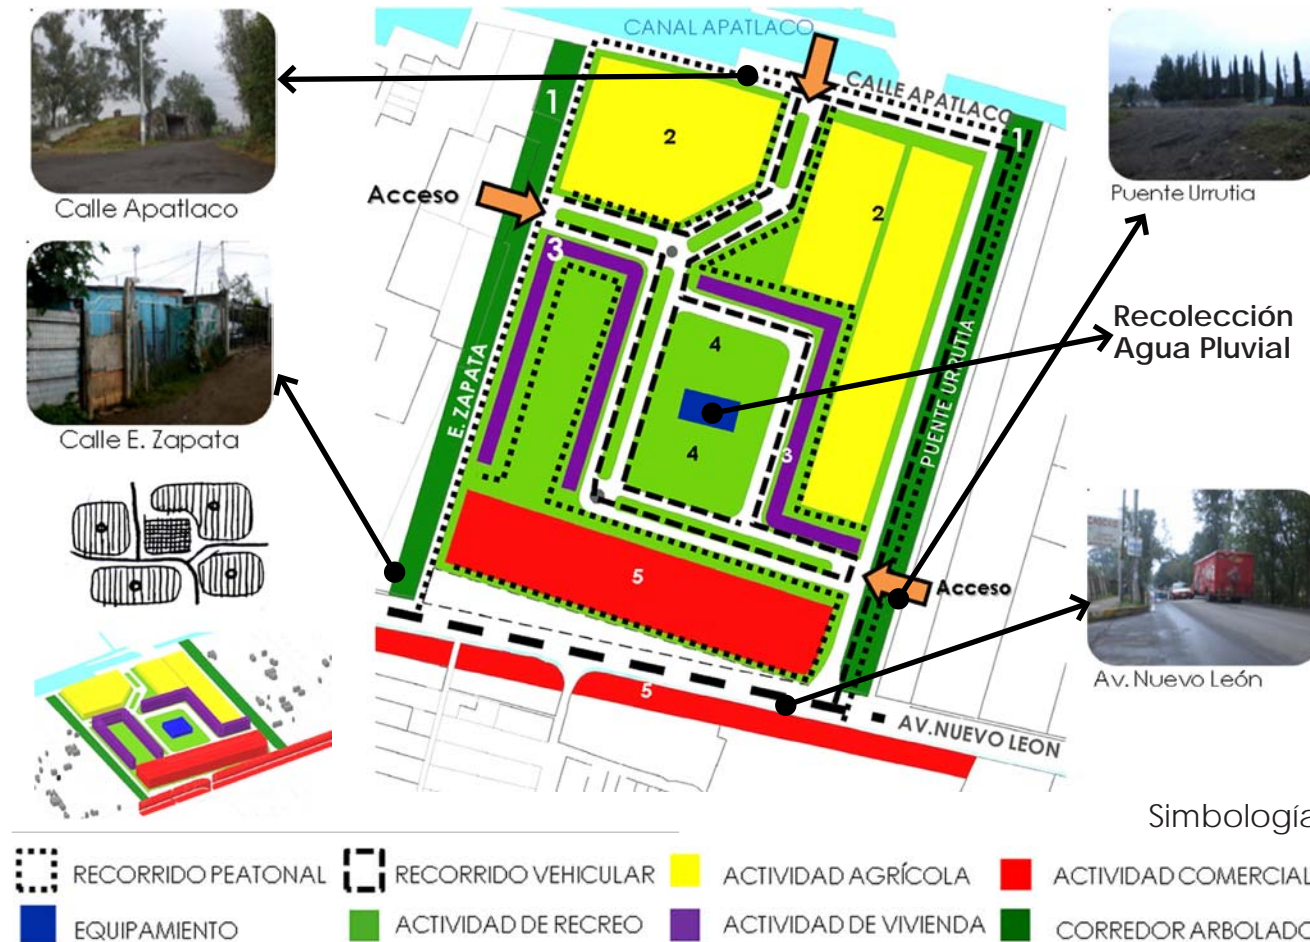 CANAL APATLACO
CALLE APATLACO
1
2
1
Calle Apatlaco
Puente Urrutia
Acceso
2
3
Recolección
Agua Pluvial
4
E. ZAPATA
PUENTE URRUTIA
Calle E. Zapata
4
3
5
Acceso
Av. Nuevo León
5
AV. NUEVO LEON
Simbología
RECORRIDO PEATONAL
RECORRIDO VEHICULAR
ACTIVIDAD AGRÍCOLA
ACTIVIDAD COMERCIAL
EQUIPAMIENTO
ACTIVIDAD DE RECREO
ACTIVIDAD DE VIVIENDA
CORREDOR ARBOLADO